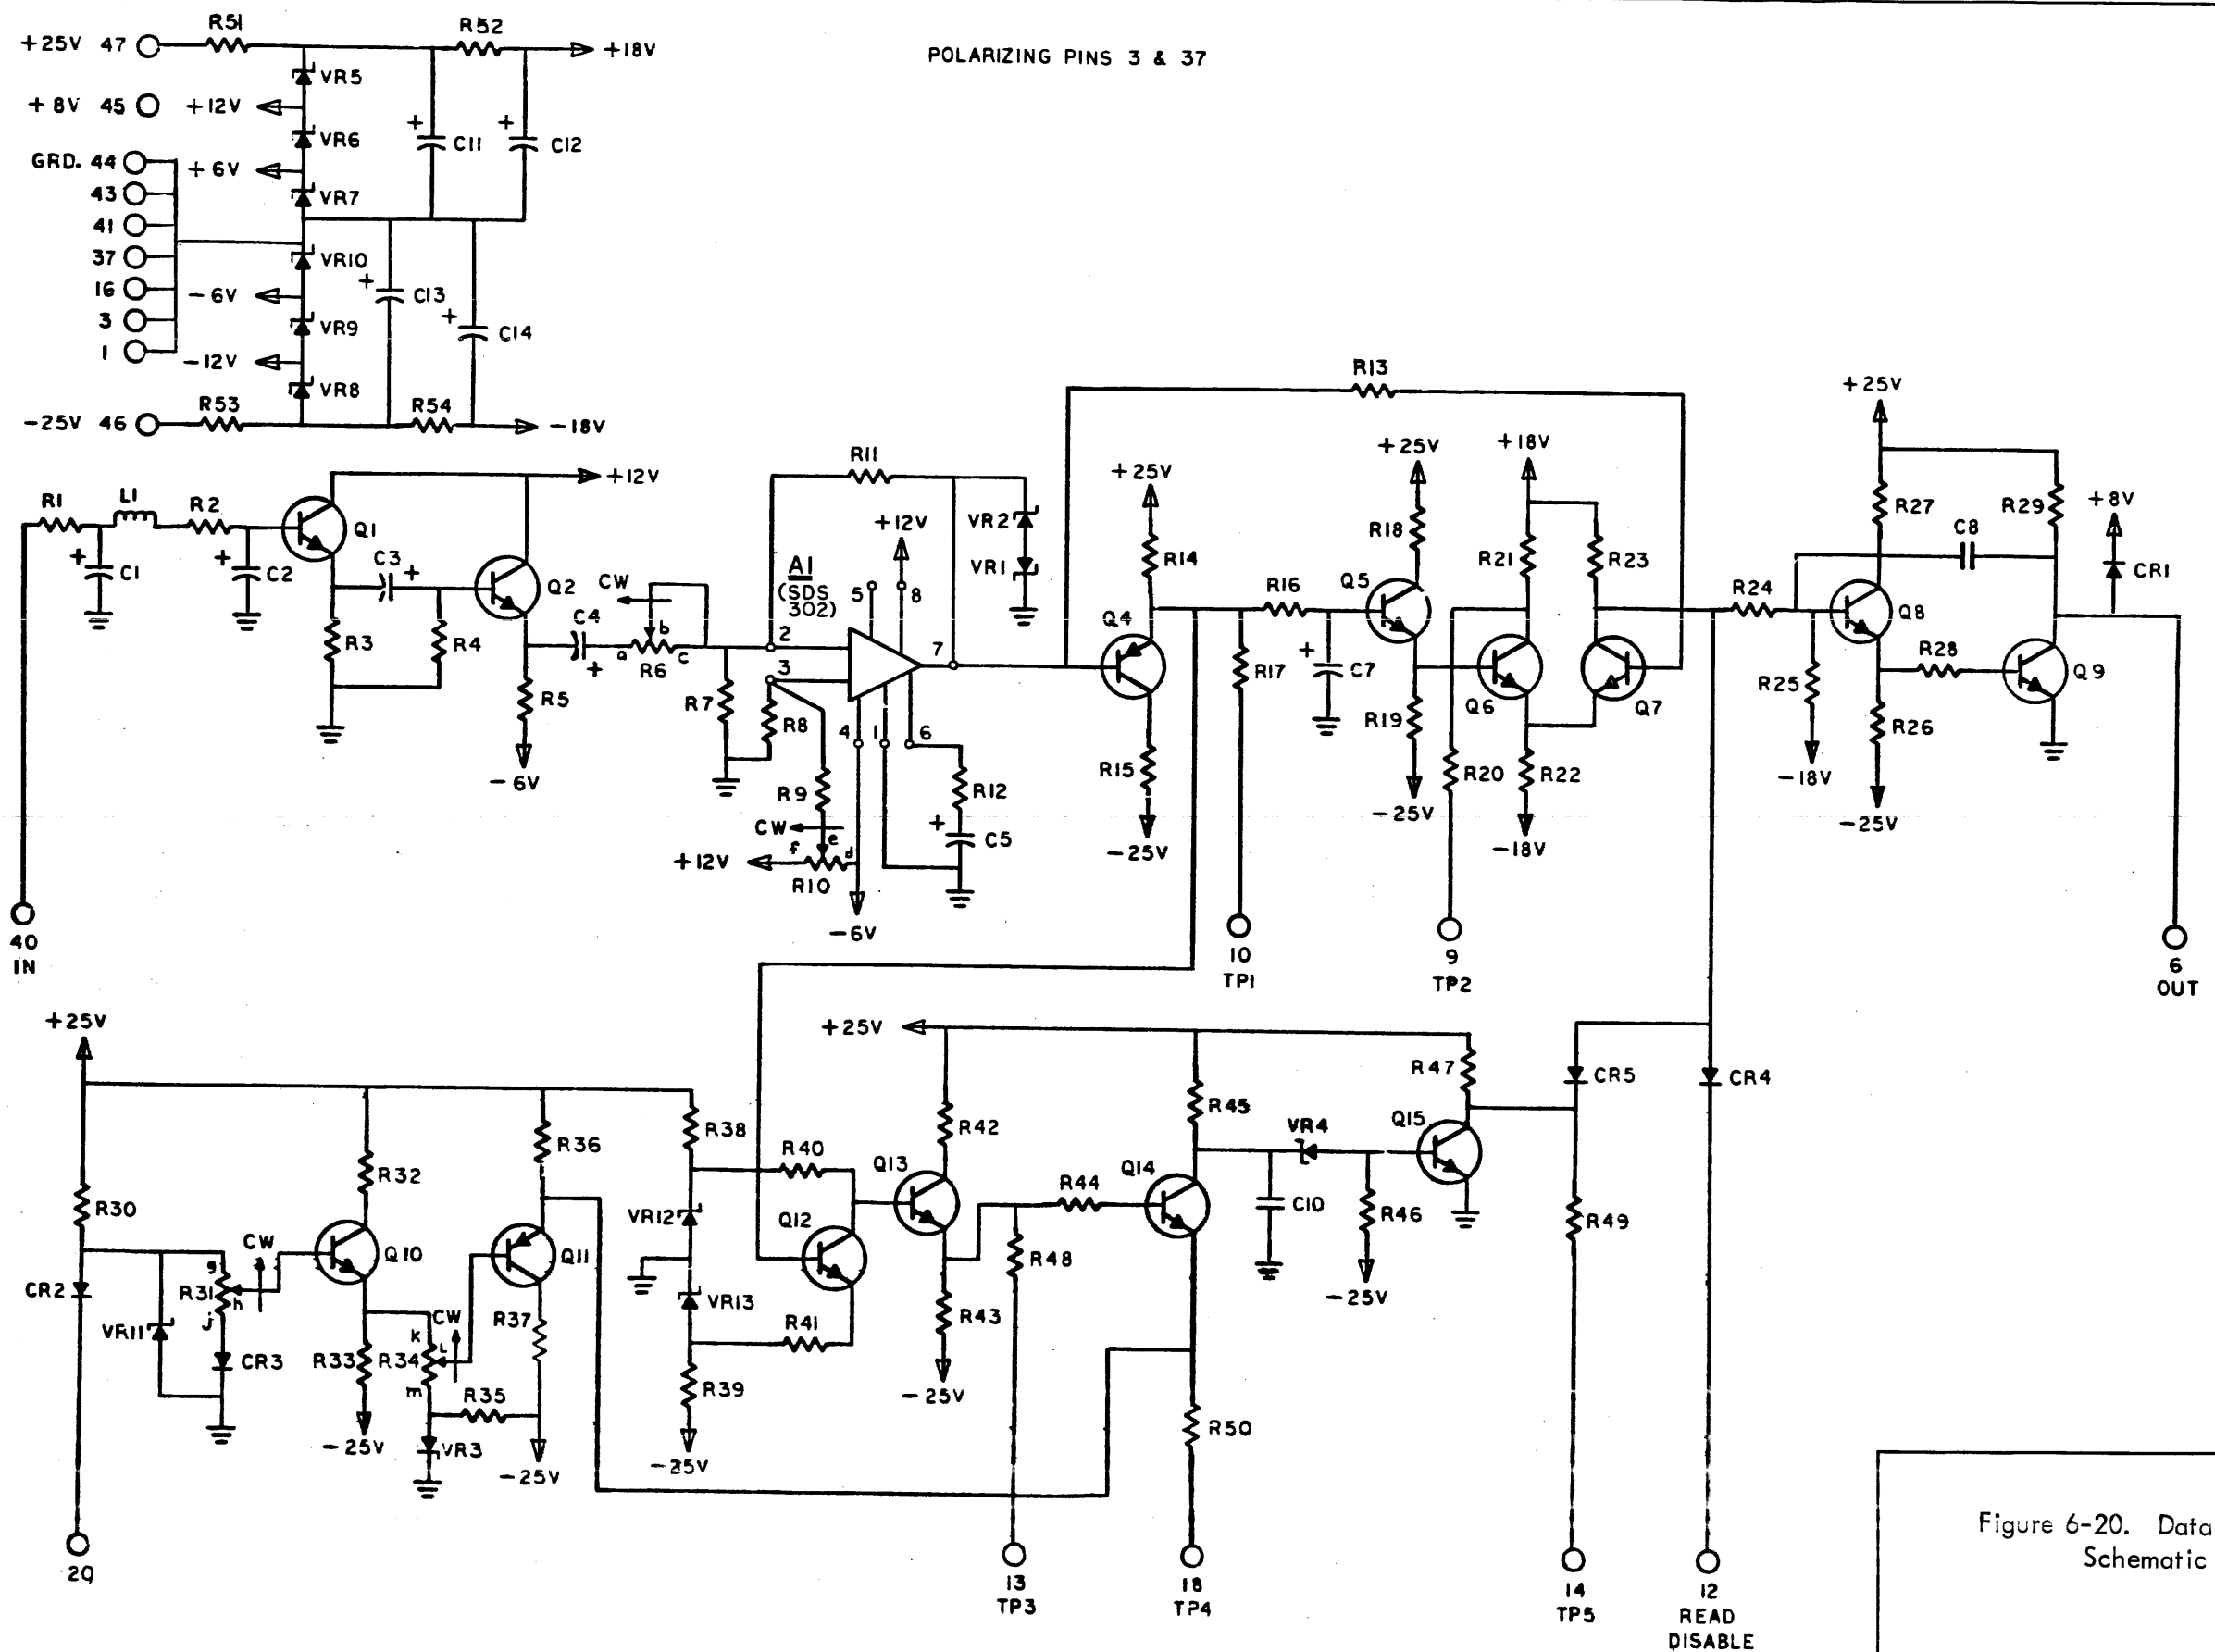 POLARIZING PINS 3 & 37
+25V 47
R51
R52
+18V
VR5
+8V 45
+12V
VR6
C11
C12
GRD. 44
+6V
43
VR7
41
37
VR10
16
-6V
C13
3
VR9
C14
1
-12V
VR8
-25V 46
R53
R54
-18V
R1
L1
R2
Q1
+12V
C1
C2
C3
Q2
R3
R4
C4
R5
-6V
CW
a
b
c
R6
R7
R11
A1
(SDS
302)
+12V
5
8
2
3
7
4
1
6
R8
R9
CW
f
e
d
+12V
R10
-6V
R12
C5
VR2
VR1
R13
+25V
R14
Q4
R15
-25V
R16
R17
C7
+25V
R18
Q5
R19
-25V
+18V
R21
R23
Q6
Q7
R20
R22
-18V
R24
R25
-18V
+25V
R27
R29
C8
Q8
R28
R26
-25V
Q9
+8V
CR1
40
IN
10
TP1
9
TP2
6
OUT
+25V
R30
CR2
VR11
R31
g
h
j
CW
CR3
R32
Q10
R33
-25V
R34
k
L
m
CW
R35
VR3
R36
Q11
R37
-25V
R38
VR12
VR13
R39
-25V
R40
Q12
R41
+25V
R42
Q13
R43
-25V
R48
R44
R45
Q14
R50
C10
VR4
R46
-25V
R47
Q15
CR5
CR4
R49
20
13
TP3
18
TP4
14
TP5
12
READ
DISABLE
Figure 6-20. Data
Schematic